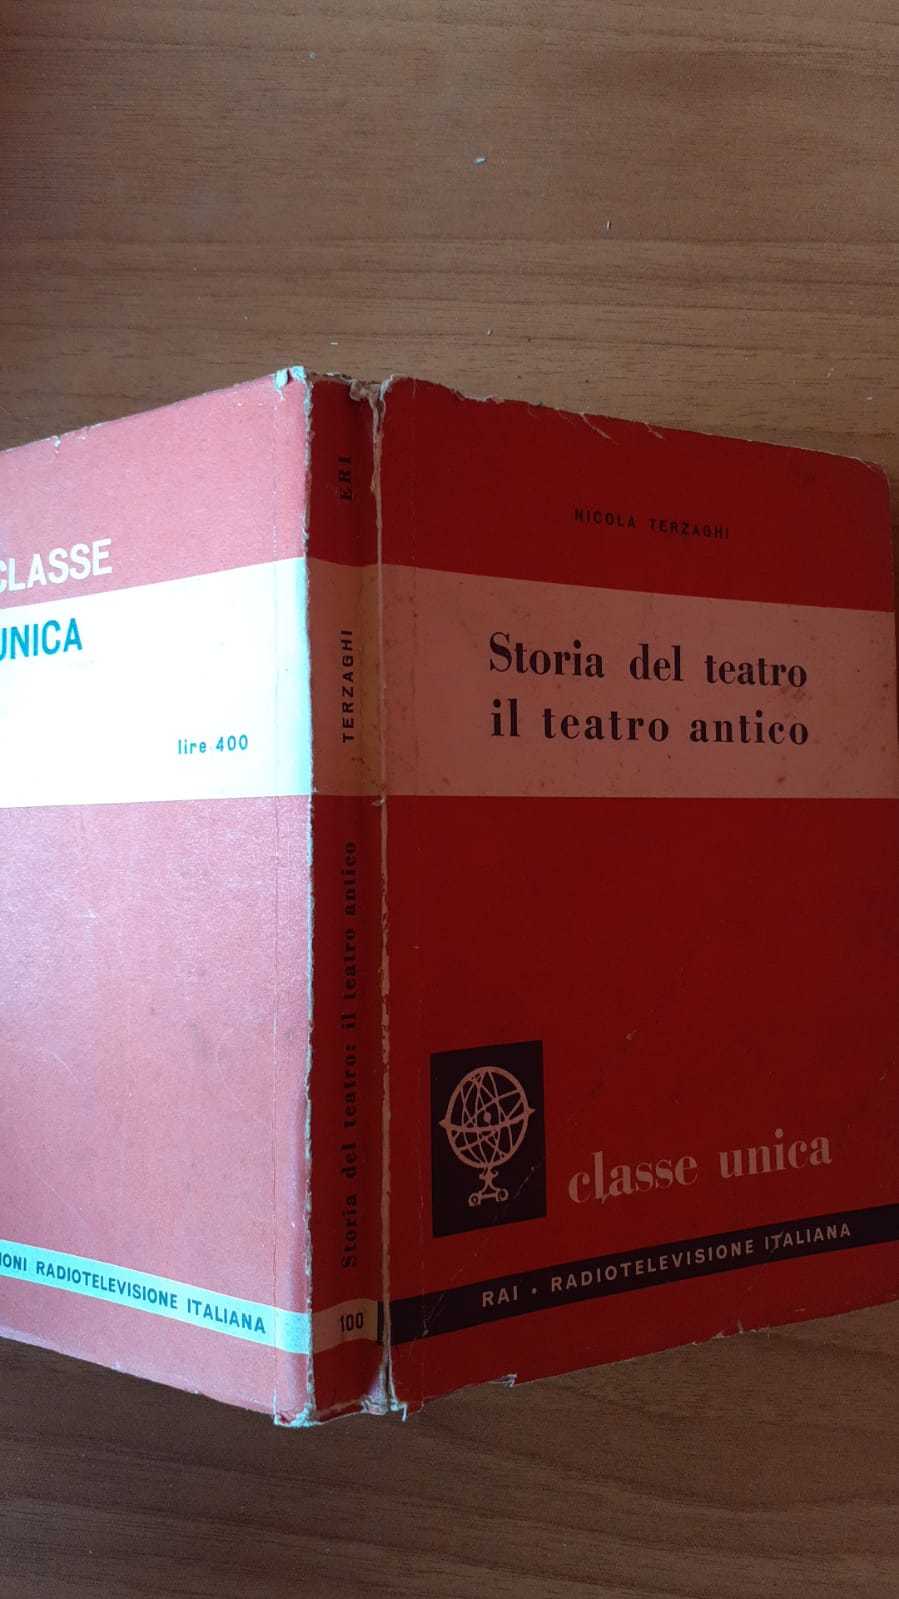 CLASSE
UNICA
lire 400
IONI RADIOTELEVISIONE ITALIANA
ERI
TERZAGHI
Storia del teatro: il teatro antico
100
NICOLA TERZAGHI
Storia del teatro
il teatro antico
classe unica
RAI • RADIOTELEVISIONE ITALIANA